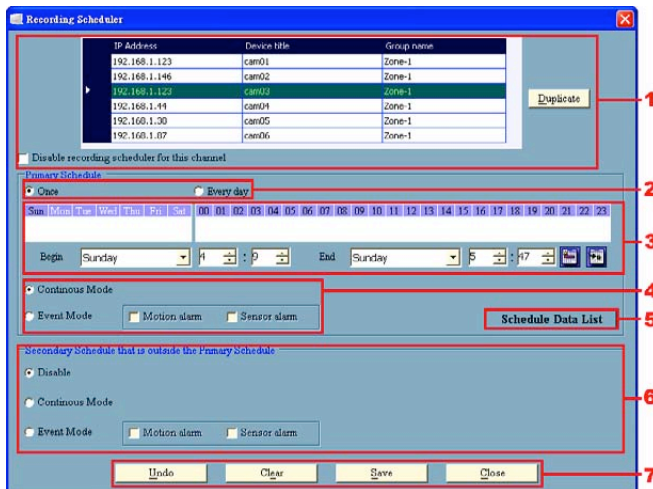 Recording Scheduler
IP Address Device title Group name
192.168.1.123 cam01 Zone-1
192.168.1.146 cam02 Zone-1
192.168.1.123 cam03 Zone-1
192.168.1.44 cam04 Zone-1
192.168.1.30 cam05 Zone-1
192.168.1.87 cam06 Zone-1
Duplicate
1
Disable recording scheduler for this channel
Primary Schedule
Once Every day
2
Sun Mon Tue Wed Thu Fri Sat 00 01 02 03 04 05 06 07 08 09 10 11 12 13 14 15 16 17 18 19 20 21 22 23
3
Begin Sunday 4 : 9 End Sunday 5 : 47
Continous Mode
4
Event Mode Motion alarm Sensor alarm
Schedule Data List
5
Secondary Schedule that is outside the Primary Schedule
Disable
Continous Mode
6
Event Mode Motion alarm Sensor alarm
Undo Clear Save Close
7